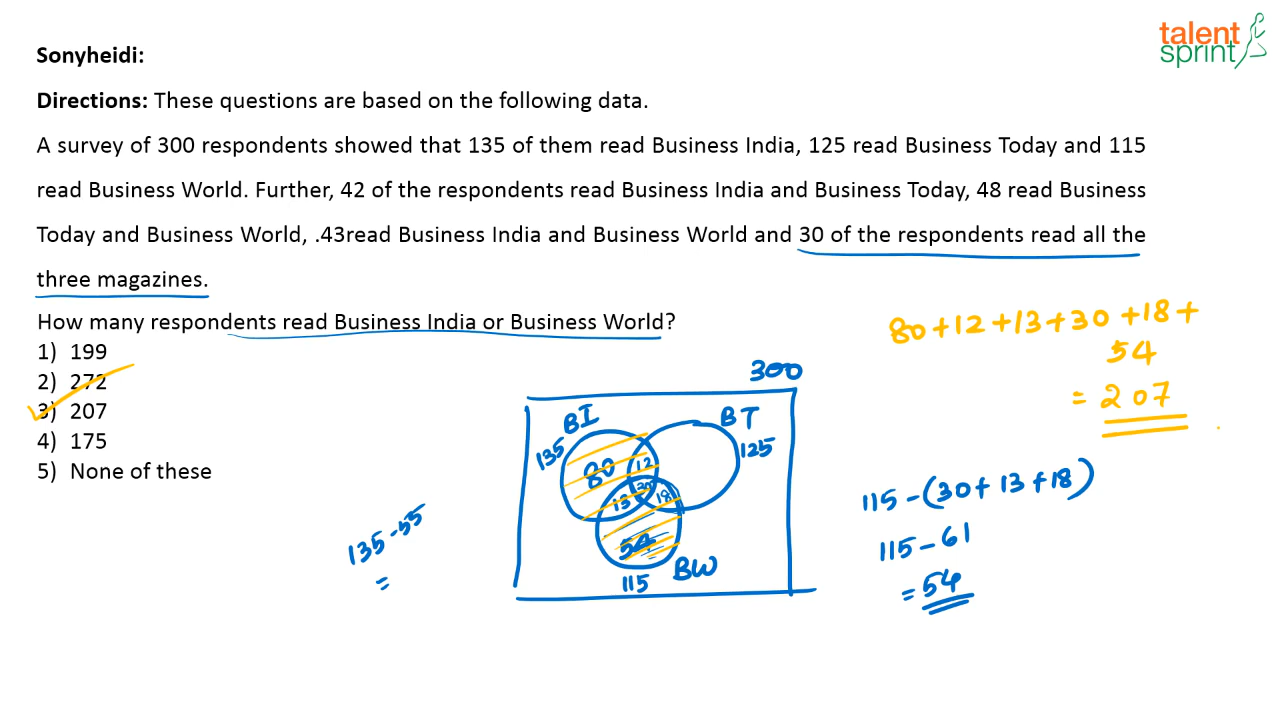 talent
sprint
Sonyheidi:
Directions: These questions are based on the following data.
A survey of 300 respondents showed that 135 of them read Business India, 125 read Business Today and 115
read Business World. Further, 42 of the respondents read Business India and Business Today, 48 read Business
Today and Business World, .43read Business India and Business World and 30 of the respondents read all the
three magazines.
How many respondents read Business India or Business World?
1) 199
2) 272
3) 207
4) 175
5) None of these
80+12+13+30+18+
54
= 207
300
BI
BT
135
125
80
12
30
13
18
54
115
BW
135-55
=
115-(30+13+18)
115-61
=54